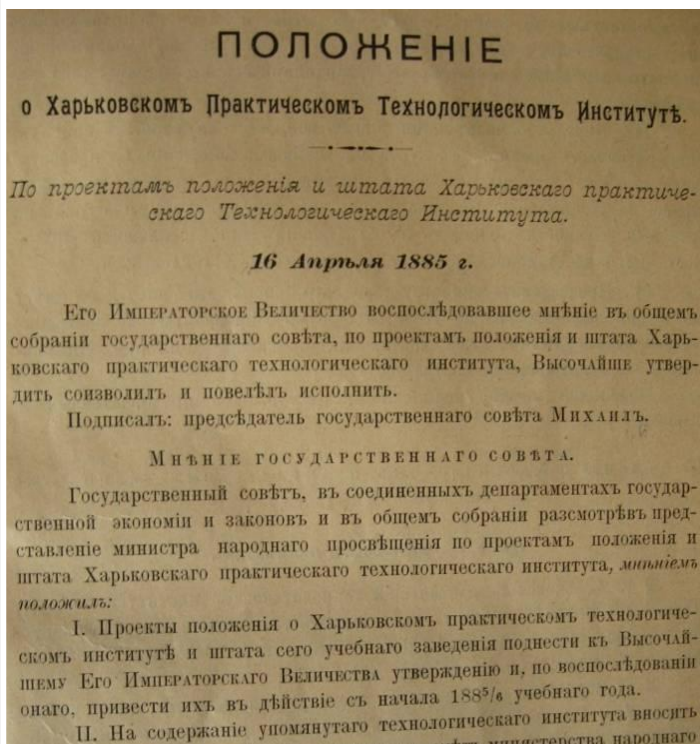 ПОЛОЖЕНІЕ
о Харьковскомъ Практическомъ Технологическомъ Институтѣ.
По проектамъ положенія и штата Харьковскаго практиче-
скаго Технологическаго Института.
16 Апрѣля 1885 г.
Его Императорское Величество воспослѣдовавшее мнѣніе въ общемъ
собраніи государственнаго совѣта, по проектамъ положенія и штата Харь-
ковскаго практическаго технологическаго института, Высочайше утвер-
дить соизволилъ и повелѣлъ исполнить.
Подписалъ: предсѣдатель государственнаго совѣта Михаилъ.
Мнѣніе государственнаго совѣта.
Государственный совѣтъ, въ соединенныхъ департаментахъ государ-
ственной экономіи и законовъ и въ общемъ собраніи разсмотрѣвъ пред-
ставленіе министра народнаго просвѣщенія по проектамъ положенія и
штата Харьковскаго практическаго технологическаго института, мнѣніемъ
положилъ:
I. Проекты положенія о Харьковскомъ практическомъ технологиче-
скомъ институтѣ и штата сего учебнаго заведенія поднести къ Высочай-
шему Его Императорскаго Величества утвержденію и, по воспослѣдованіи
онаго, привести ихъ въ дѣйствіе съ начала 1885/6 учебнаго года.
II. На содержаніе упомянутаго технологическаго института вносить
министерства народнаго